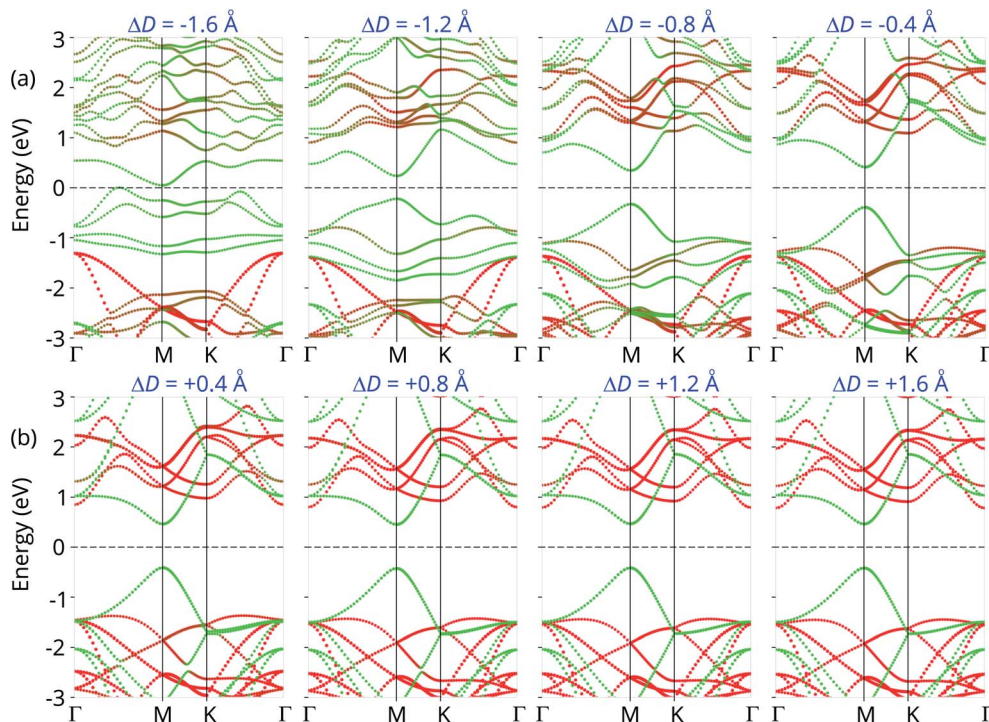 ΔD = -1.6 Å ΔD = -1.2 Å ΔD = -0.8 Å ΔD = -0.4 Å
(a)
Energy (eV)
3
2
1
0
-1
-2
-3
Γ M K Γ Γ M K Γ Γ M K Γ Γ M K Γ
ΔD = +0.4 Å ΔD = +0.8 Å ΔD = +1.2 Å ΔD = +1.6 Å
(b)
Energy (eV)
3
2
1
0
-1
-2
-3
Γ M K Γ Γ M K Γ Γ M K Γ Γ M K Γ